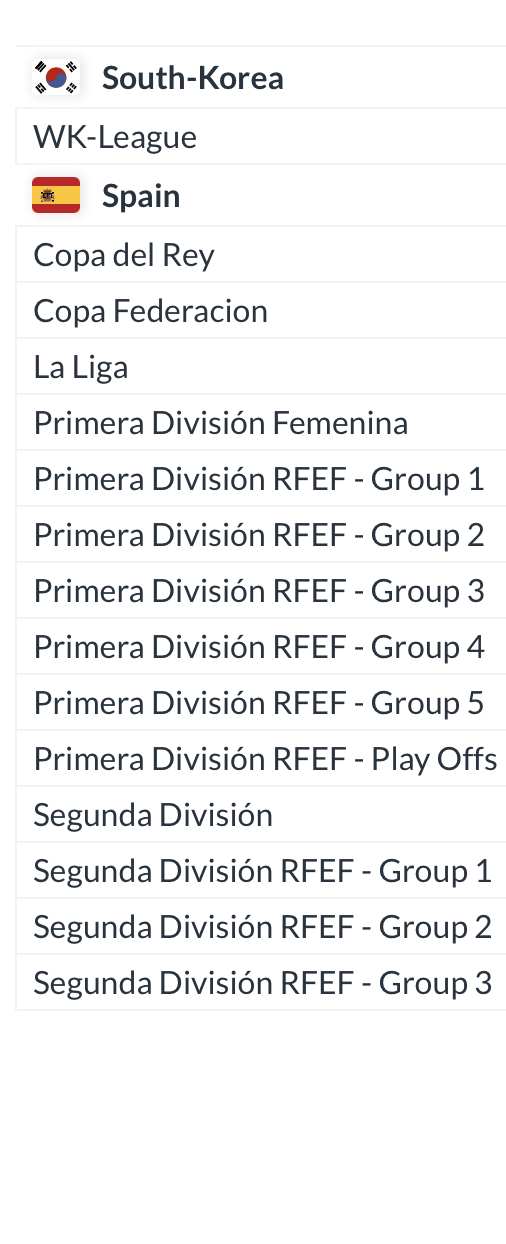 South-Korea
WK-League
Spain
Copa del Rey
Copa Federacion
La Liga
Primera División Femenina
Primera División RFEF - Group 1
Primera División RFEF - Group 2
Primera División RFEF - Group 3
Primera División RFEF - Group 4
Primera División RFEF - Group 5
Primera División RFEF - Play Offs
Segunda División
Segunda División RFEF - Group 1
Segunda División RFEF - Group 2
Segunda División RFEF - Group 3